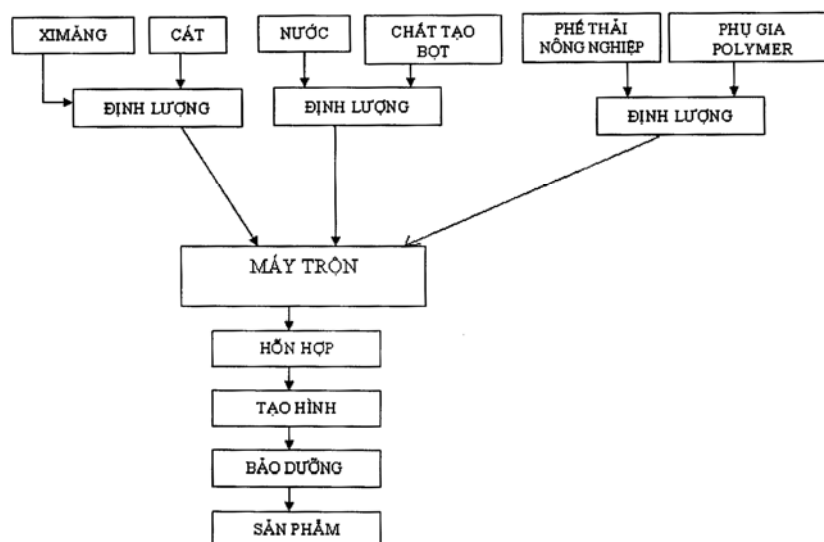 XIMĂNG
CÁT
NƯỚC
CHẤT TẠO
BỌT
PHẾ THẢI
NÔNG NGHIỆP
PHỤ GIA
POLYMER
ĐỊNH LƯỢNG
ĐỊNH LƯỢNG
ĐỊNH LƯỢNG
MÁY TRỘN
HỖN HỢP
TẠO HÌNH
BẢO DƯỠNG
SẢN PHẨM